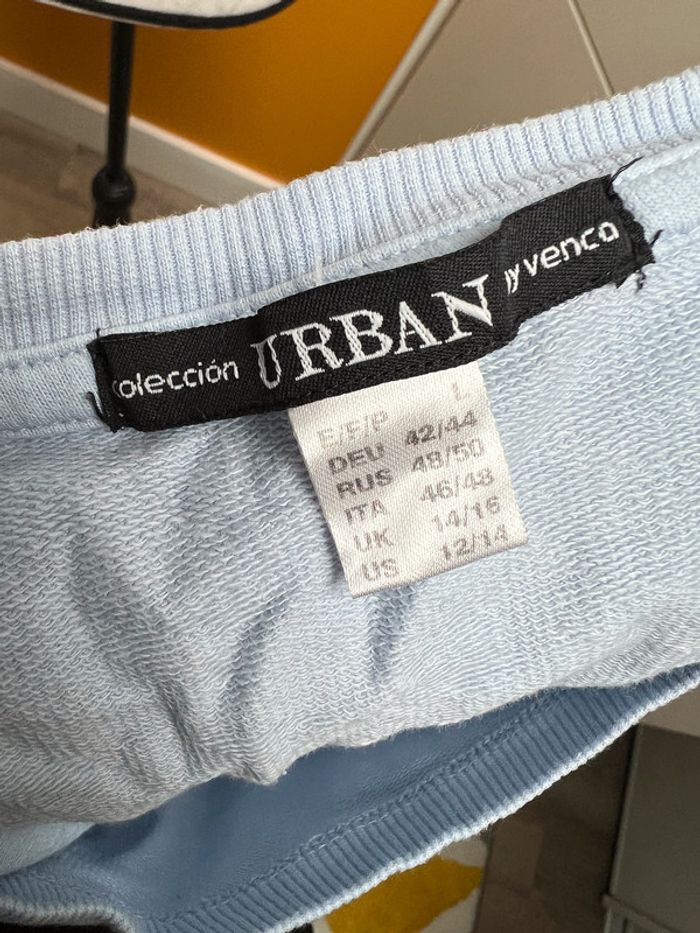 colección URBAN by venca
E/F/P L
DEU 42/44
RUS 48/50
ITA 46/48
UK 14/16
US 12/14